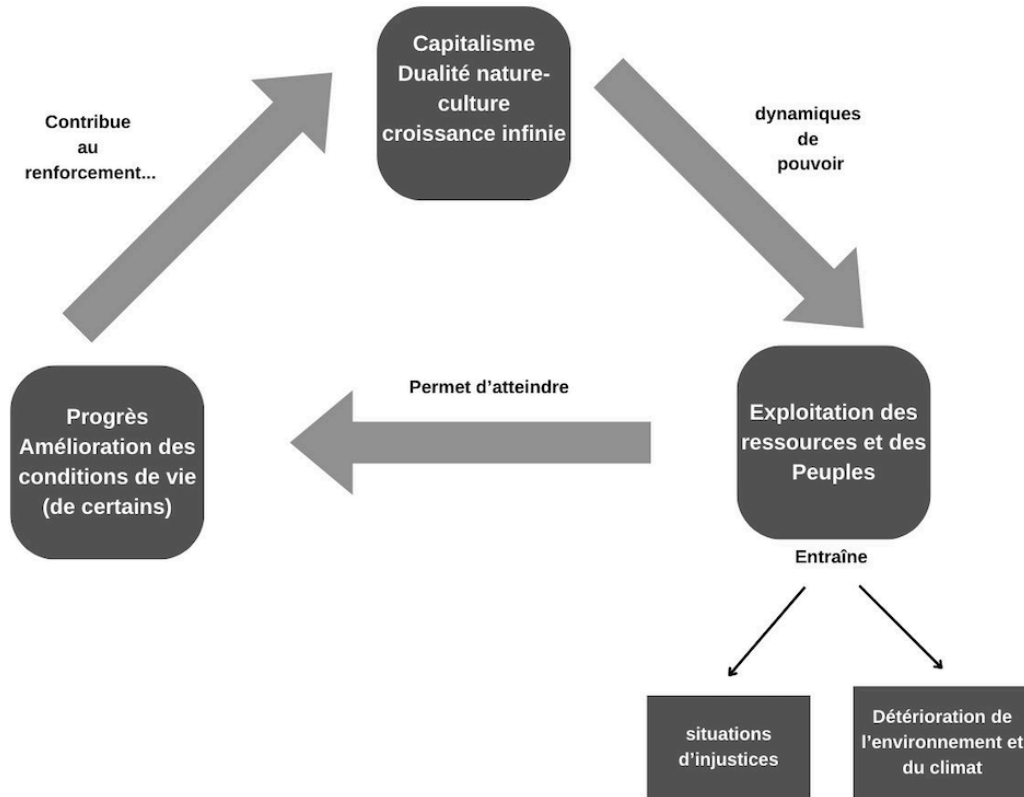 Capitalisme
Dualité nature-
culture
croissance infinie
Contribue
au
renforcement...
dynamiques
de
pouvoir
Permet d’atteindre
Progrès
Amélioration des
conditions de vie
(de certains)
Exploitation des
ressources et des
Peuples
Entraîne
situations
d’injustices
Détérioration de
l’environnement et
du climat